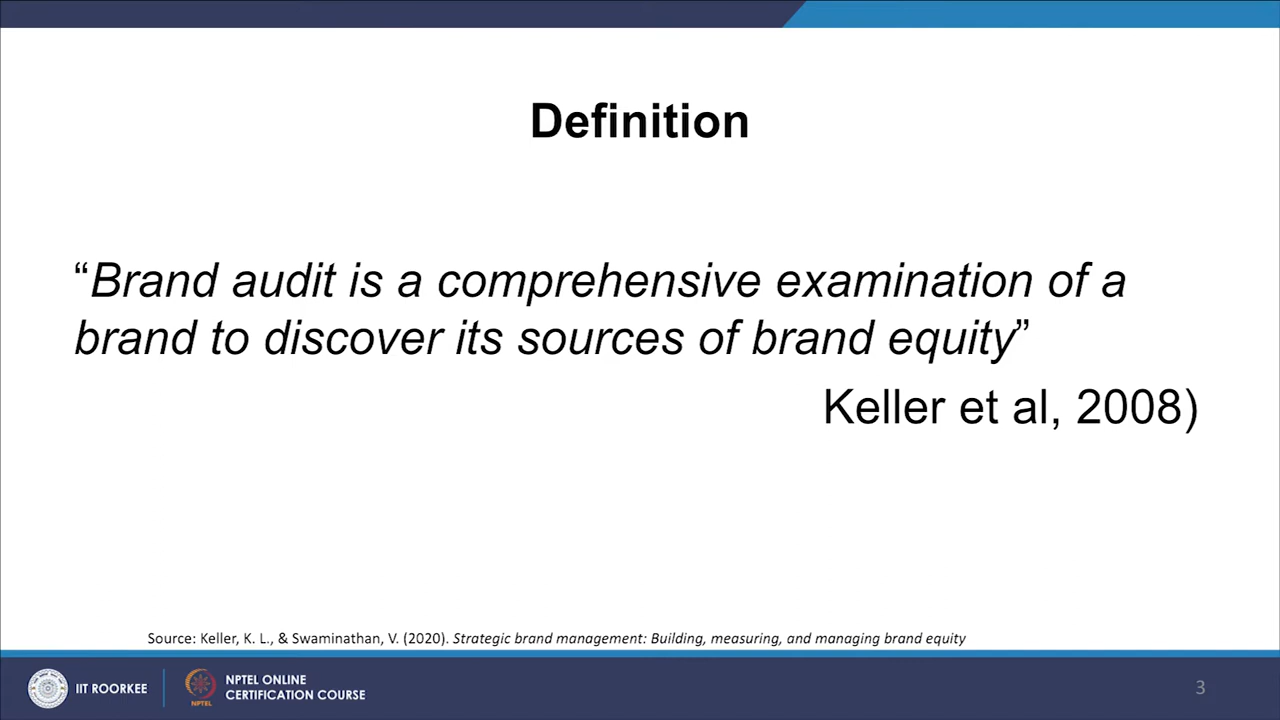 Definition
“Brand audit is a comprehensive examination of a
brand to discover its sources of brand equity”
Keller et al, 2008)
Source: Keller, K. L., & Swaminathan, V. (2020). Strategic brand management: Building, measuring, and managing brand equity
IIT ROORKEE
NPTEL ONLINE
CERTIFICATION COURSE
NPTEL
3